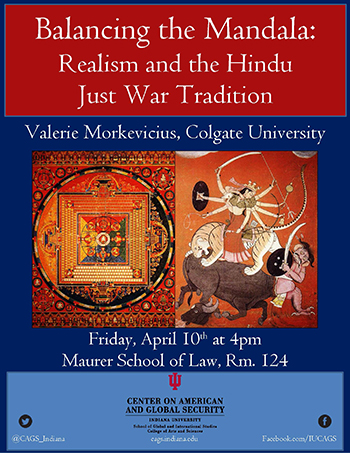 Balancing the Mandala:
Realism and the Hindu
Just War Tradition
Valerie Morkevicius, Colgate University
Friday, April 10th at 4pm
Maurer School of Law, Rm. 124
CENTER ON AMERICAN
AND GLOBAL SECURITY
INDIANA UNIVERSITY
School of Global and International Studies
College of Arts and Sciences
@CAGS_Indiana cags.indiana.edu Facebook.com/IUCAGS